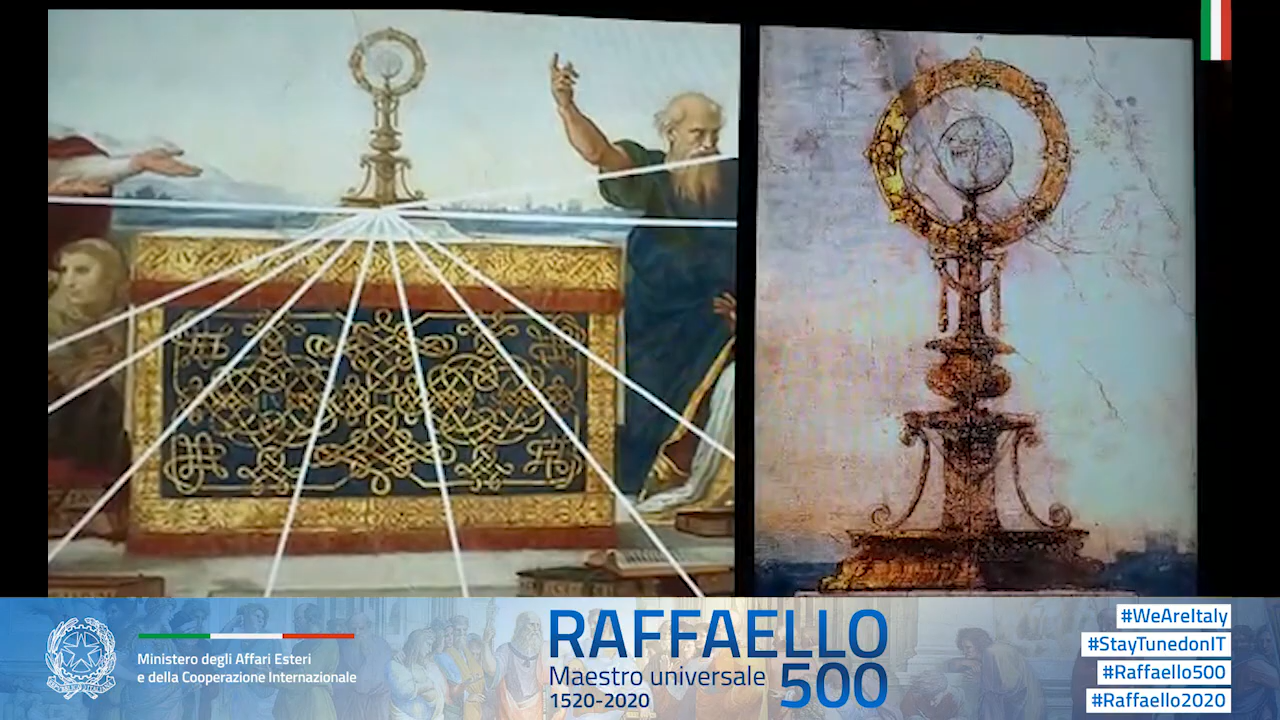 Ministero degli Affari Esteri
e della Cooperazione Internazionale
RAFFAELLO
Maestro universale
1520-2020
500
#WeAreItaly
#StayTunedonIT
#Raffaello500
#Raffaello2020